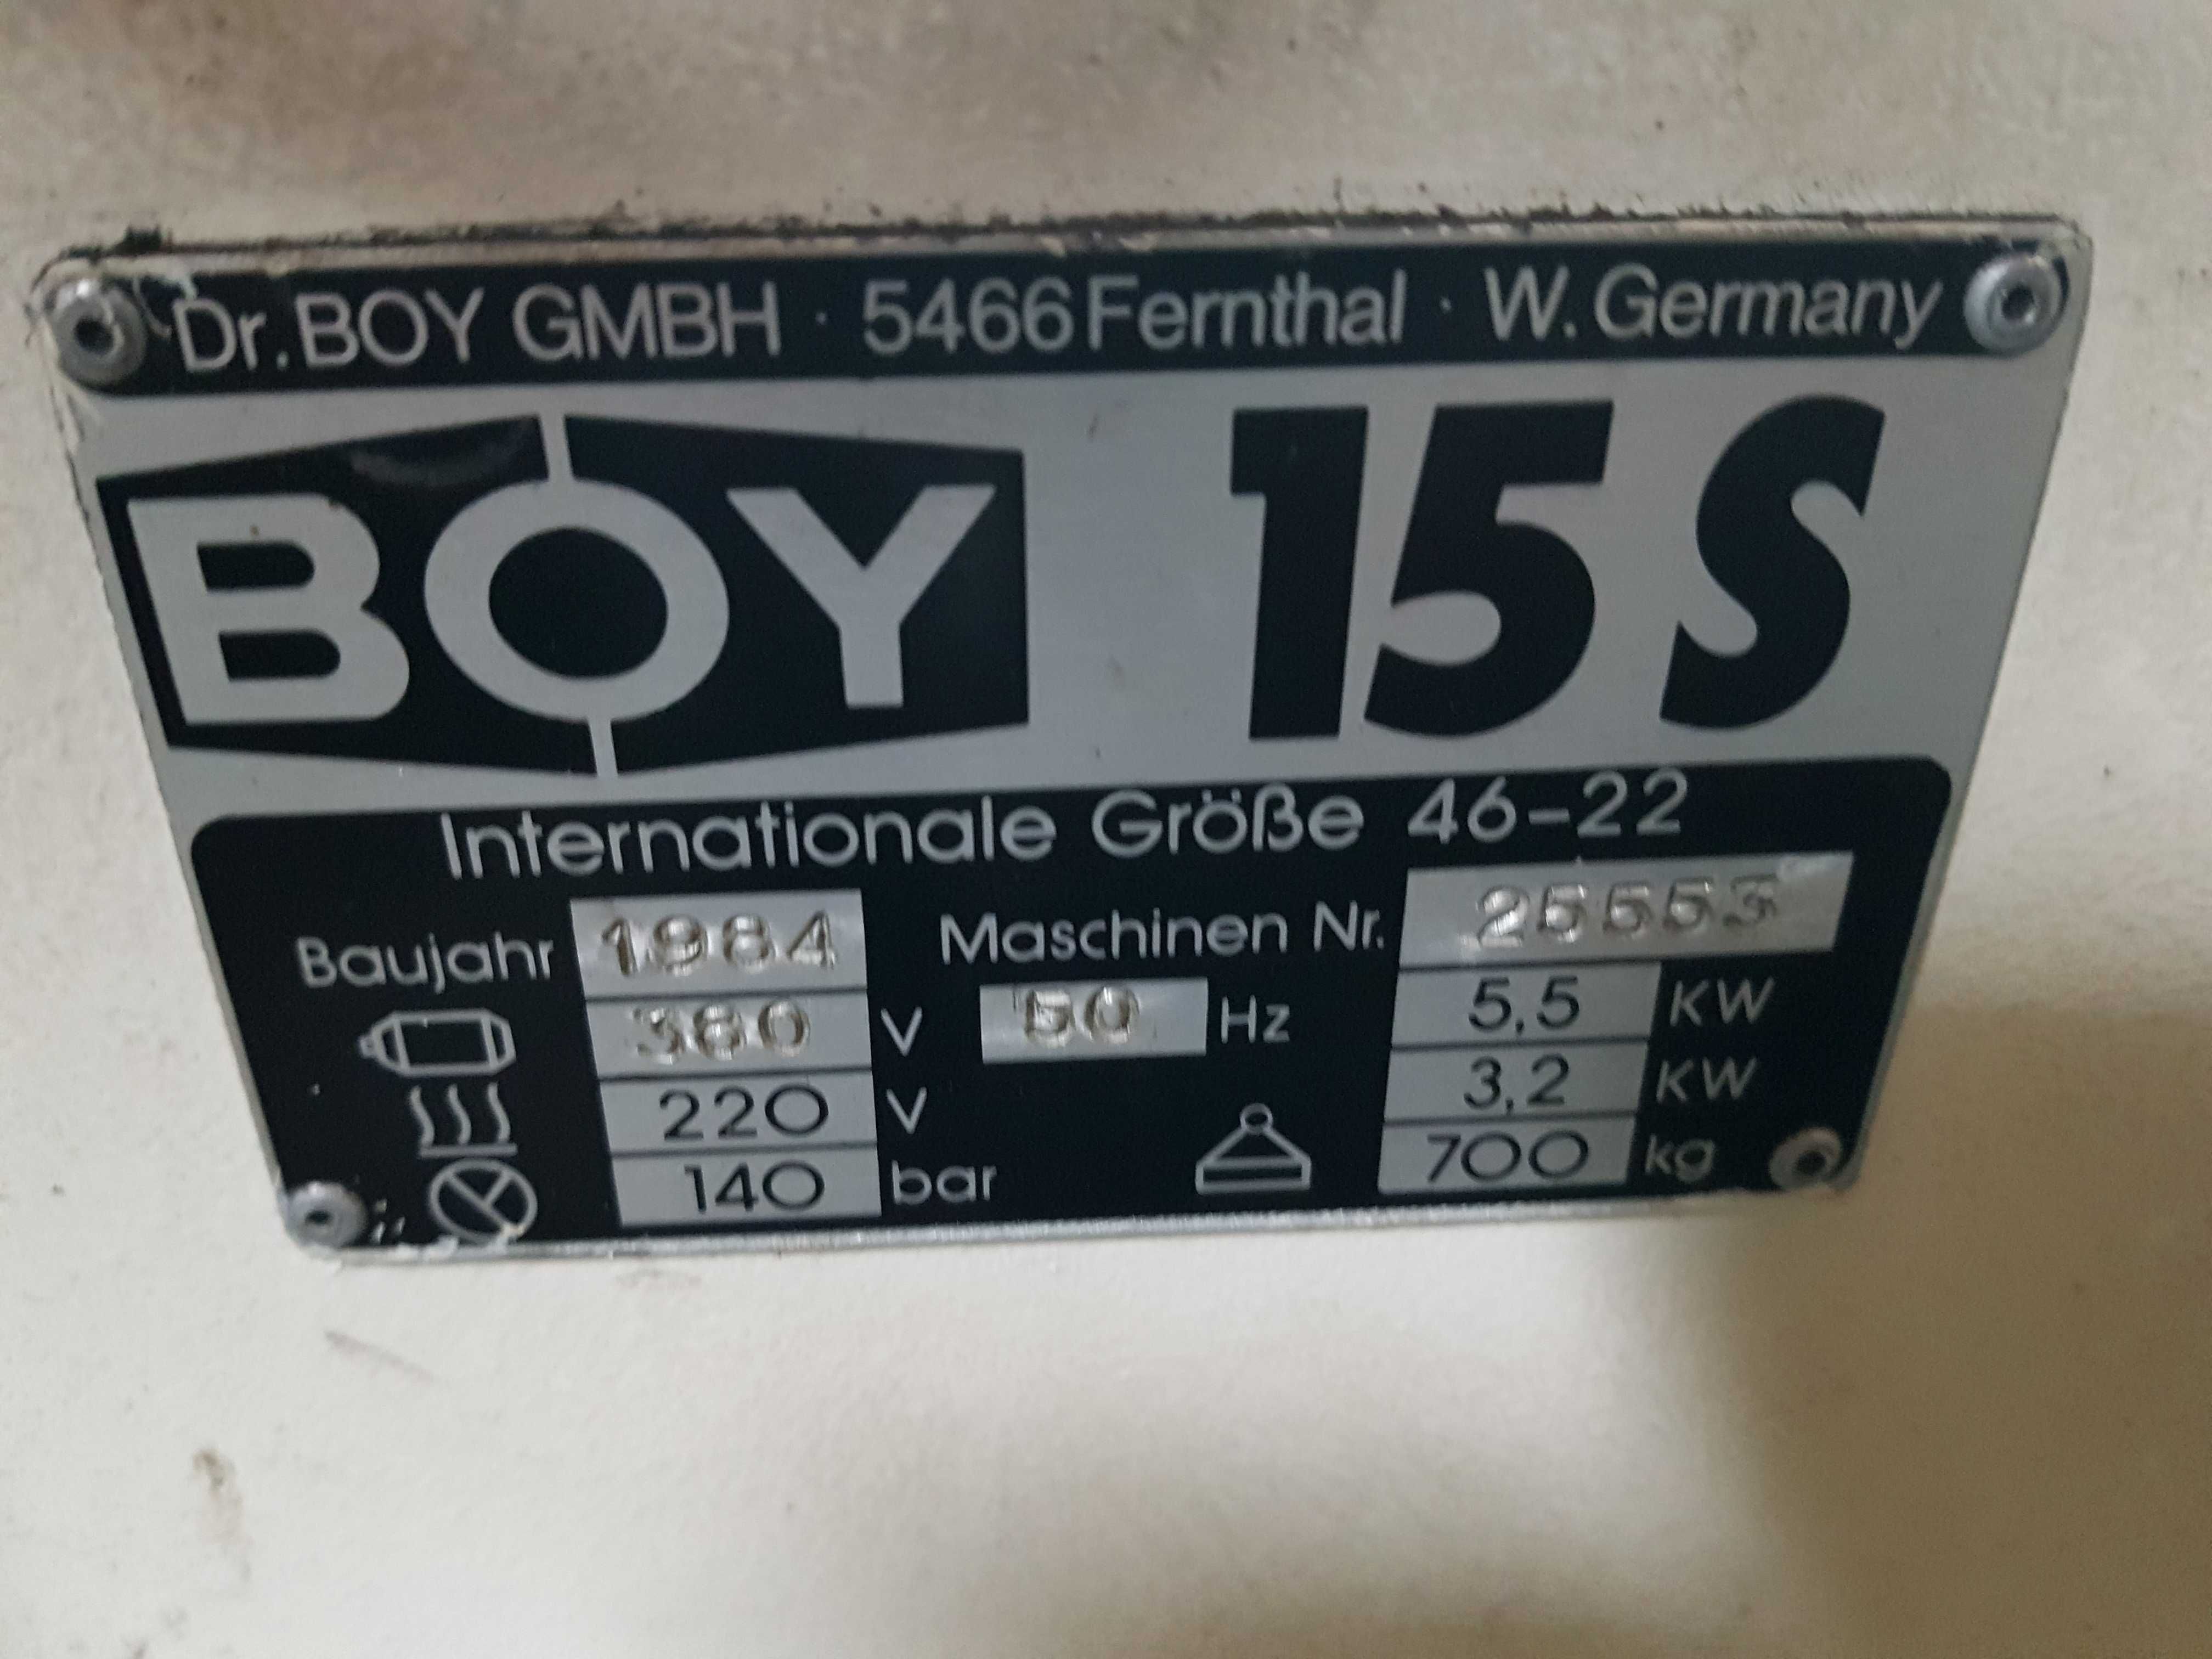 Dr. BOY GMBH · 5466 Fernthal · W. Germany
BOY 15 S
Internationale Größe 46-22
Baujahr 1984 Maschinen Nr. 25553
380 V 50 Hz 5,5 KW
220 V 3,2 KW
140 bar 700 kg